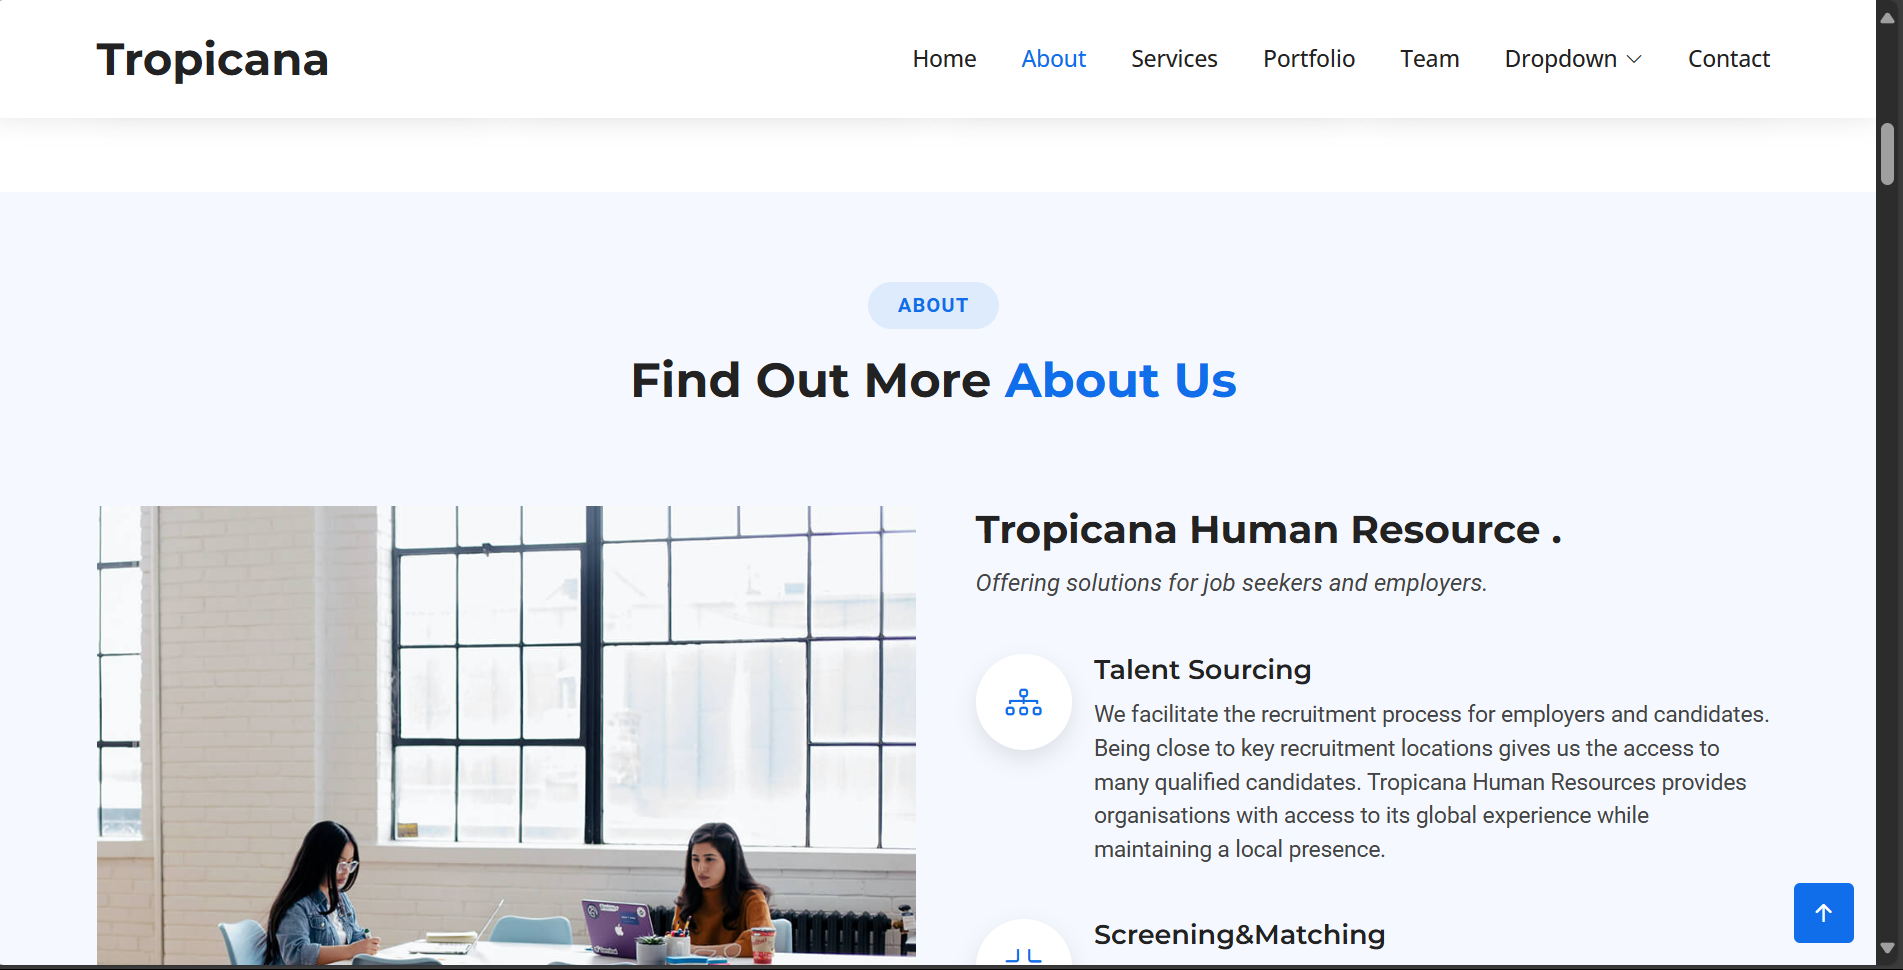 Tropicana
Home About Services Portfolio Team Dropdown Contact
ABOUT
Find Out More About Us
Tropicana Human Resource .
Offering solutions for job seekers and employers.
Talent Sourcing
We facilitate the recruitment process for employers and candidates.
Being close to key recruitment locations gives us the access to
many qualified candidates. Tropicana Human Resources provides
organisations with access to its global experience while
maintaining a local presence.
Screening&Matching